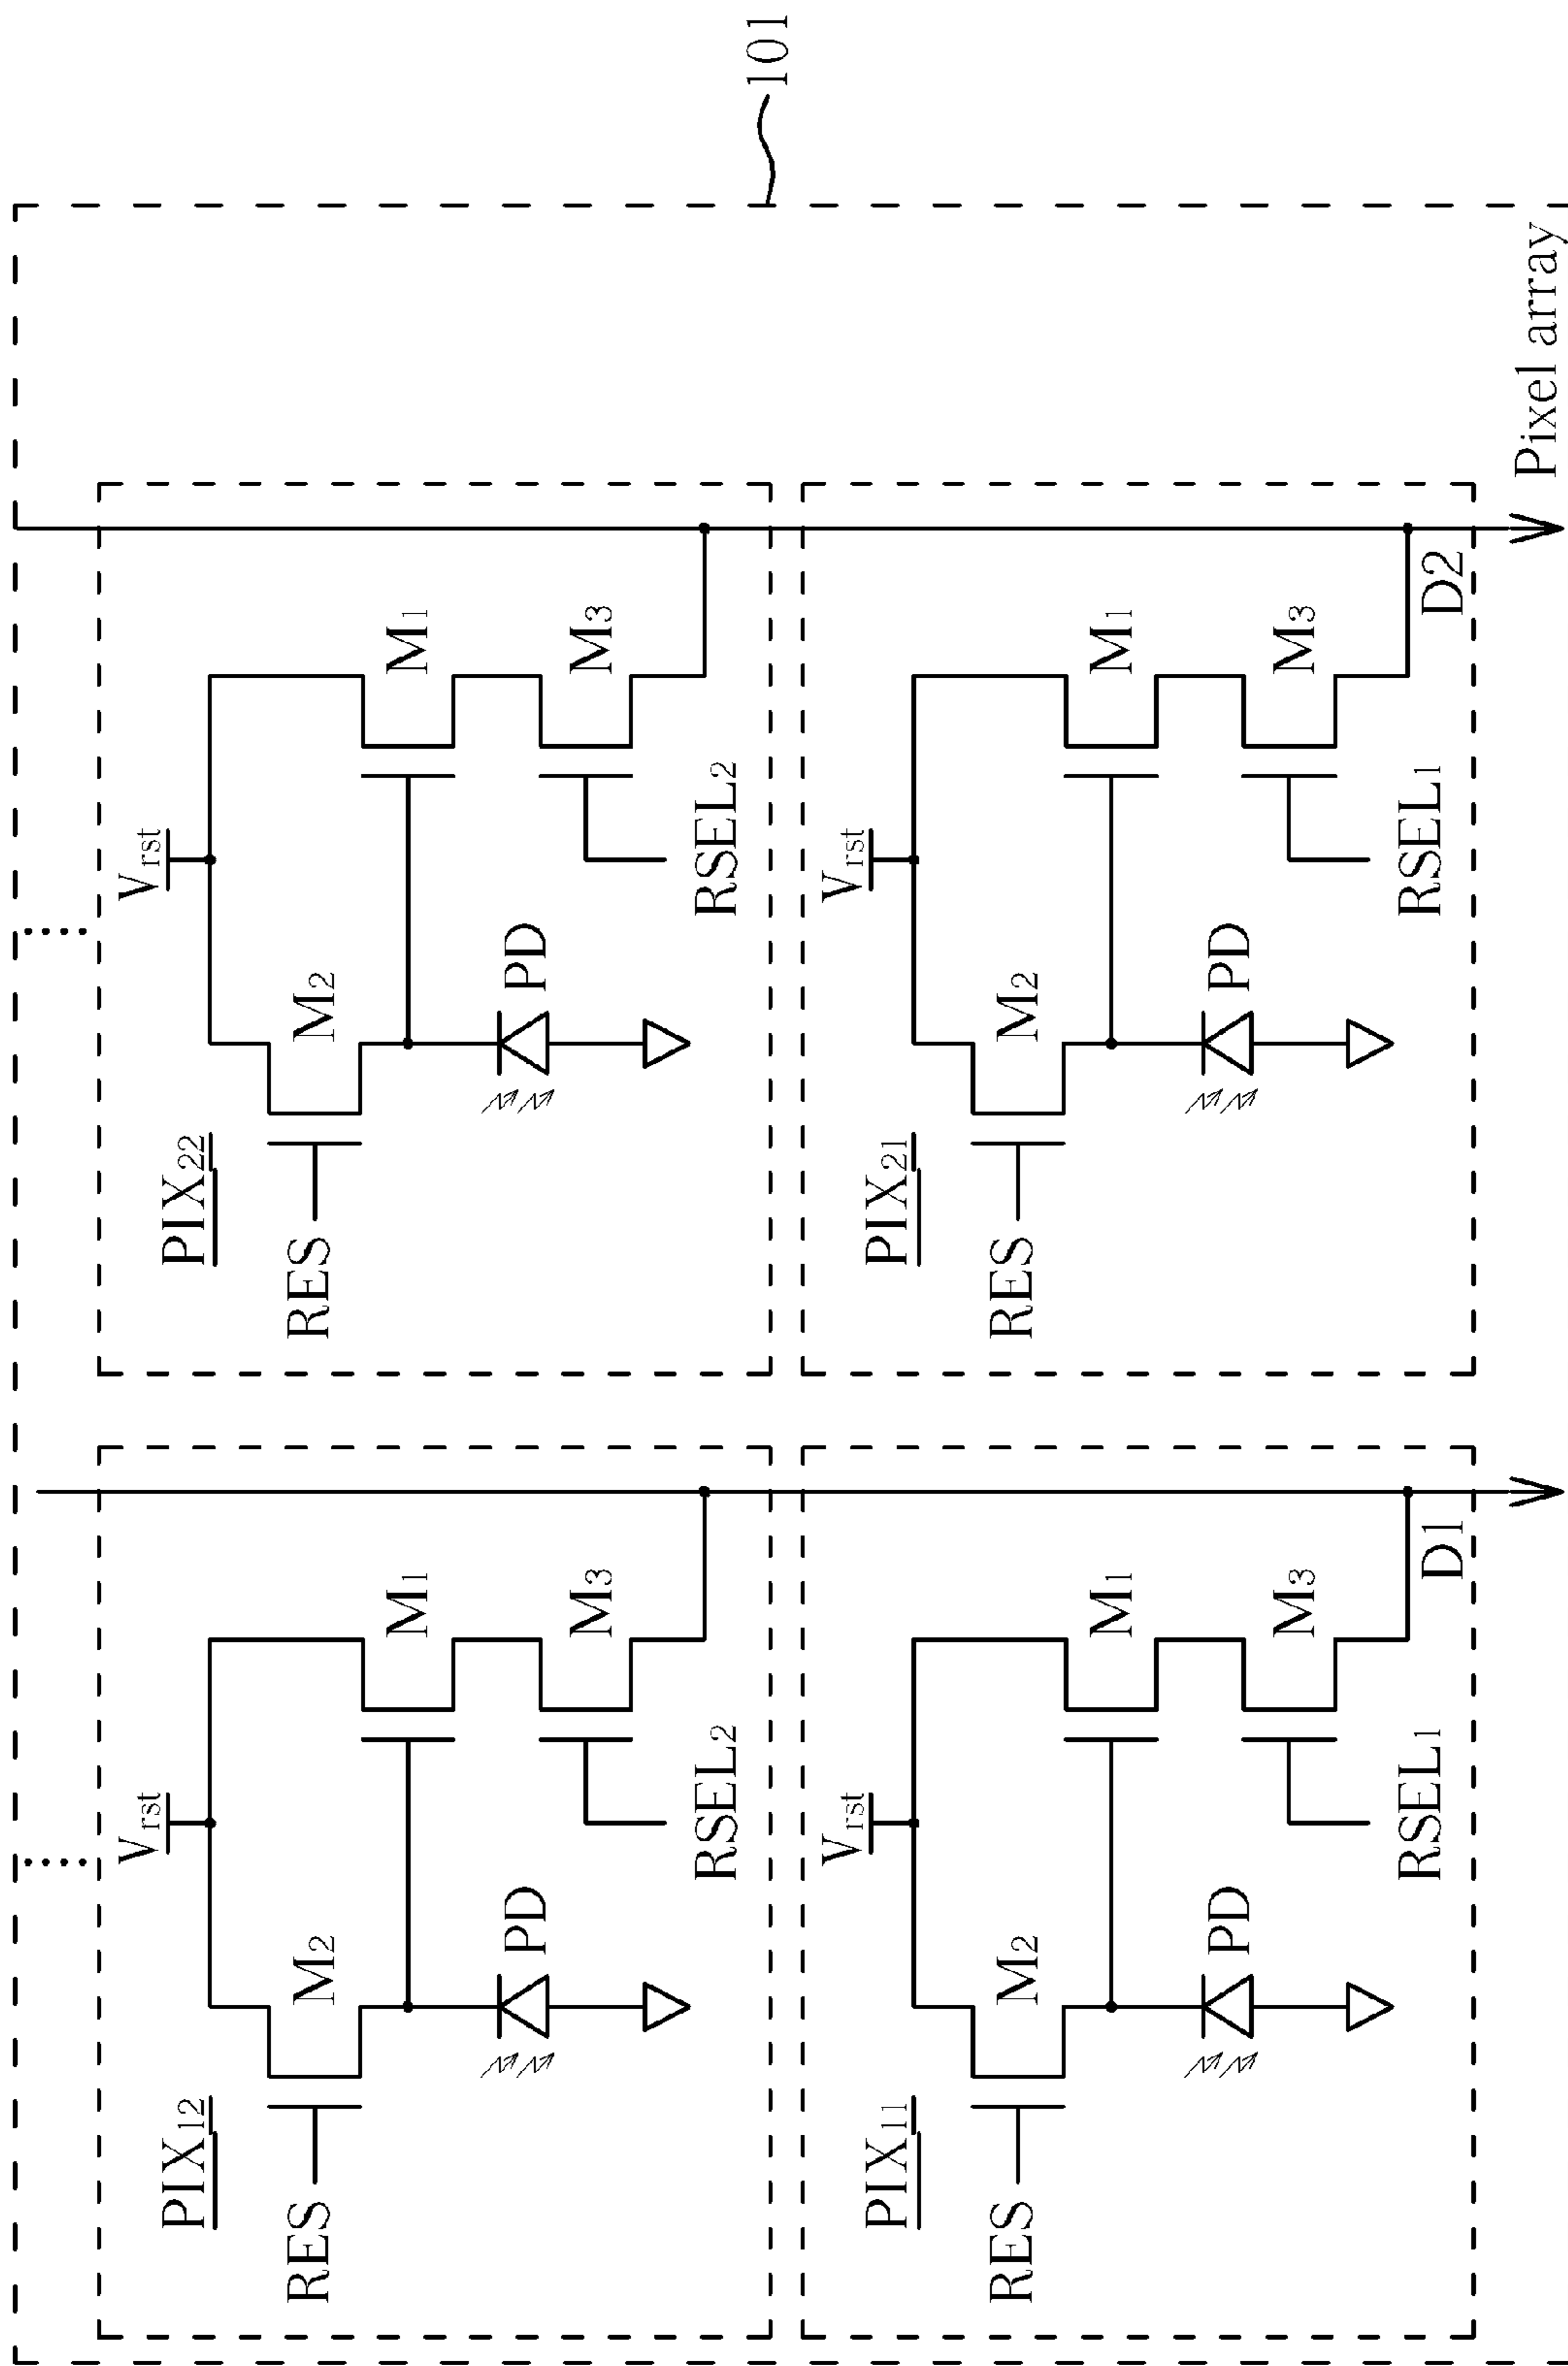 101
Pixel array
PIX12
Vrst
RES
M2
M1
PD
M3
RSEL2
PIX22
Vrst
RES
M2
M1
PD
M3
RSEL2
PIX11
Vrst
RES
M2
M1
PD
M3
RSEL1
D1
PIX21
Vrst
RES
M2
M1
PD
M3
RSEL1
D2